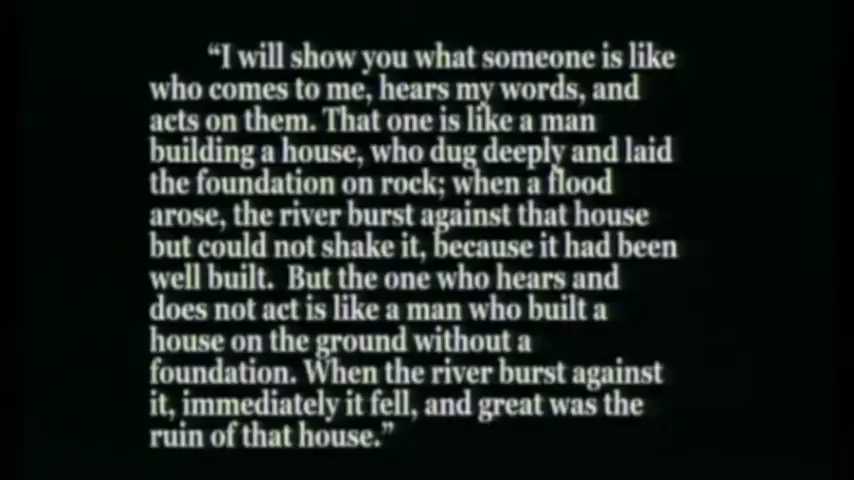 “I will show you what someone is like
who comes to me, hears my words, and
acts on them. That one is like a man
building a house, who dug deeply and laid
the foundation on rock; when a flood
arose, the river burst against that house
but could not shake it, because it had been
well built.  But the one who hears and
does not act is like a man who built a
house on the ground without a
foundation. When the river burst against
it, immediately it fell, and great was the
ruin of that house.”